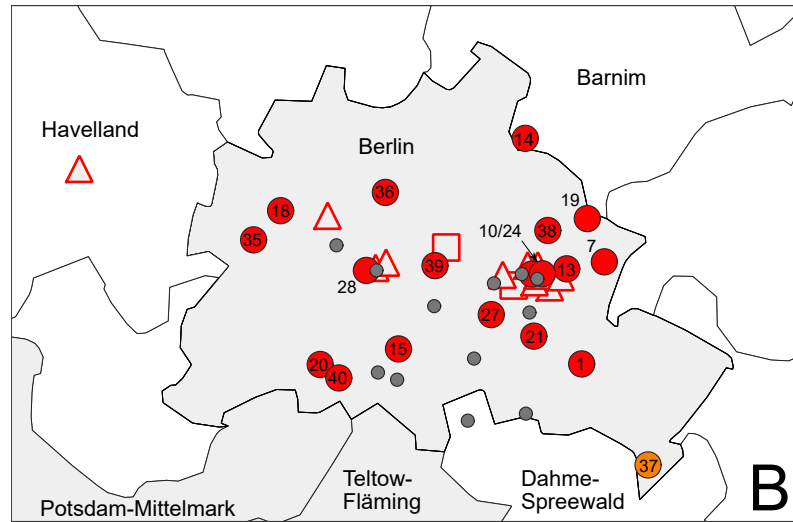 Barnim
Havelland
14
Berlin
36
19
18
10/24
38
35
7
39
13
28
27
21
15
20
1
40
37
Teltow-
Fläming
Dahme-
Spreewald
Potsdam-Mittelmark
B